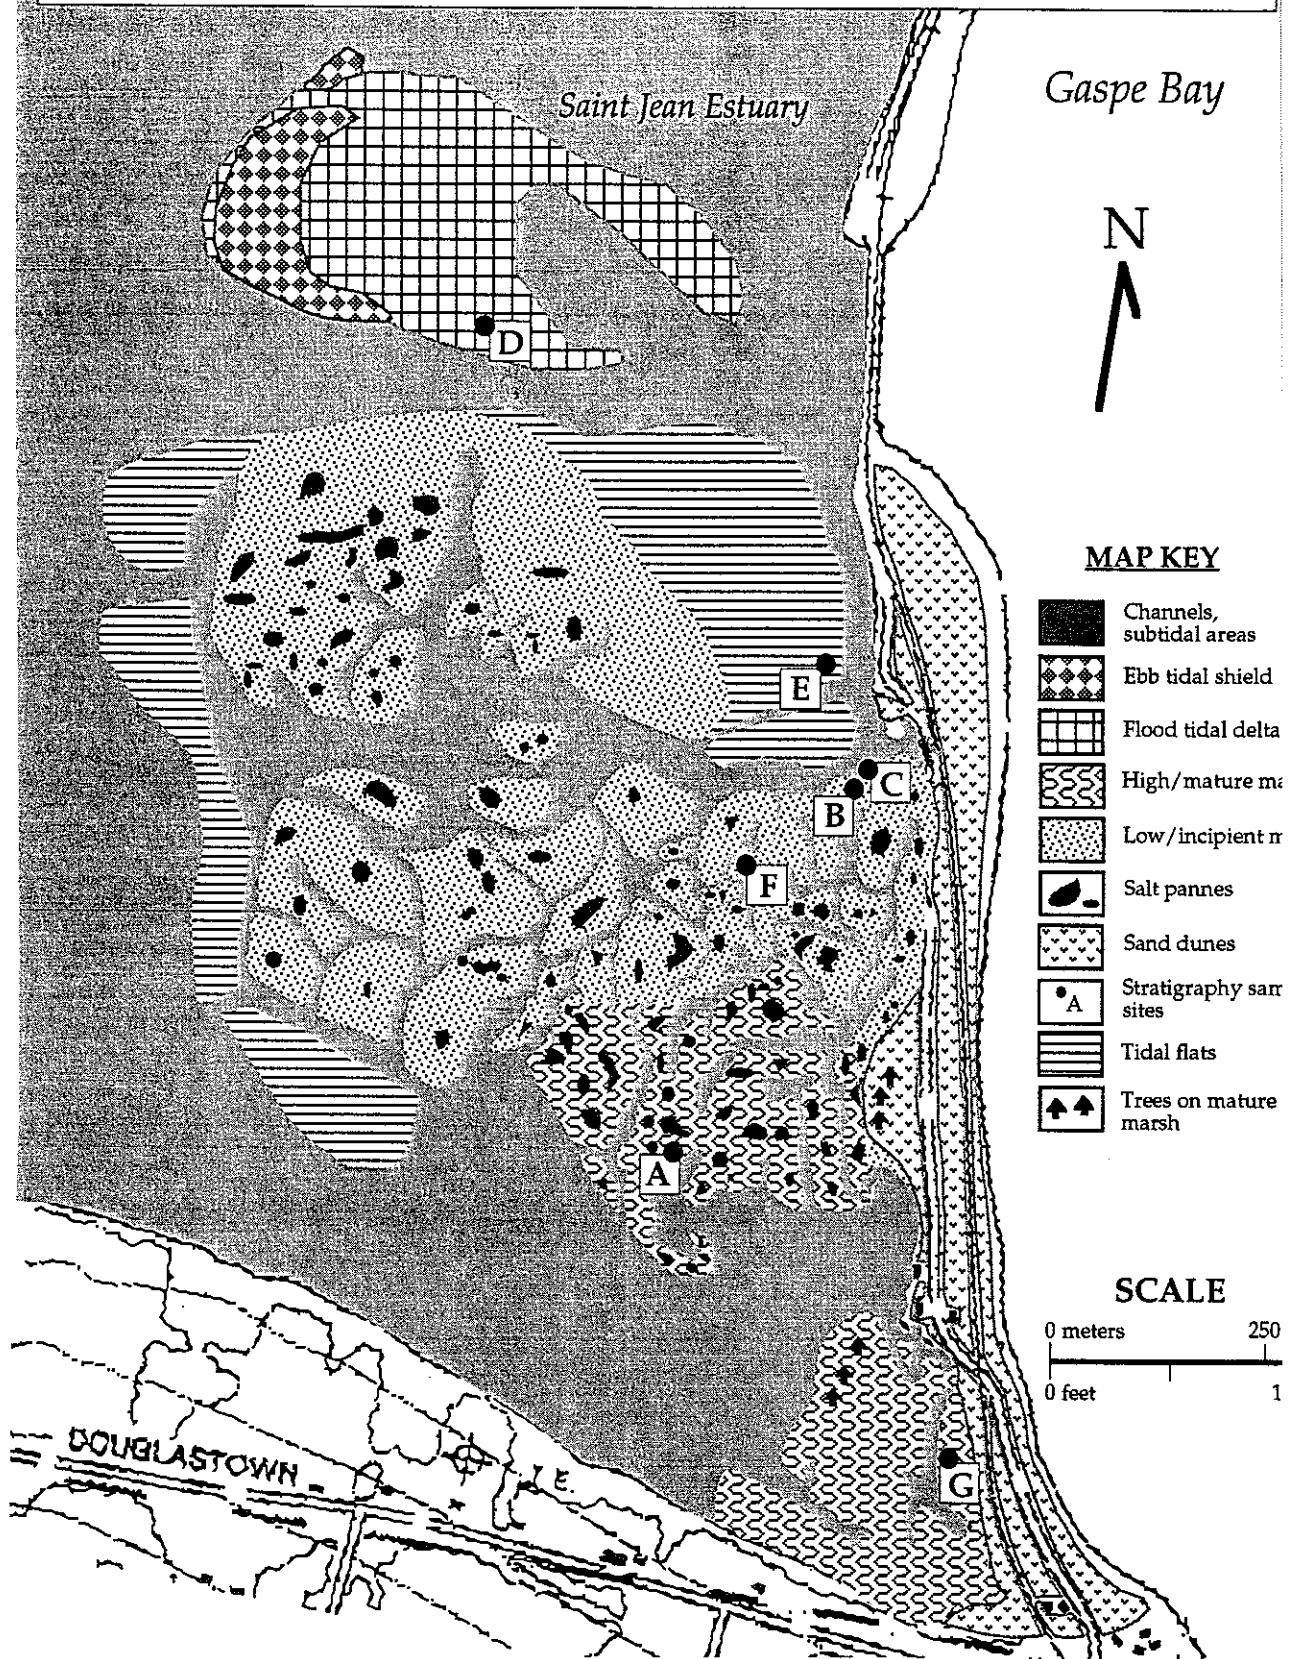 Saint Jean Estuary
Gaspe Bay
N
D
E
C
B
F
A
G
MAP KEY
Channels,
subtidal areas
Ebb tidal shield
Flood tidal delta
High/mature ma
Low/incipient m
Salt pannes
Sand dunes
A
Stratigraphy sam
sites
Tidal flats
Trees on mature
marsh
SCALE
0 meters 250
0 feet 1
DOUGLASTOWN
E.